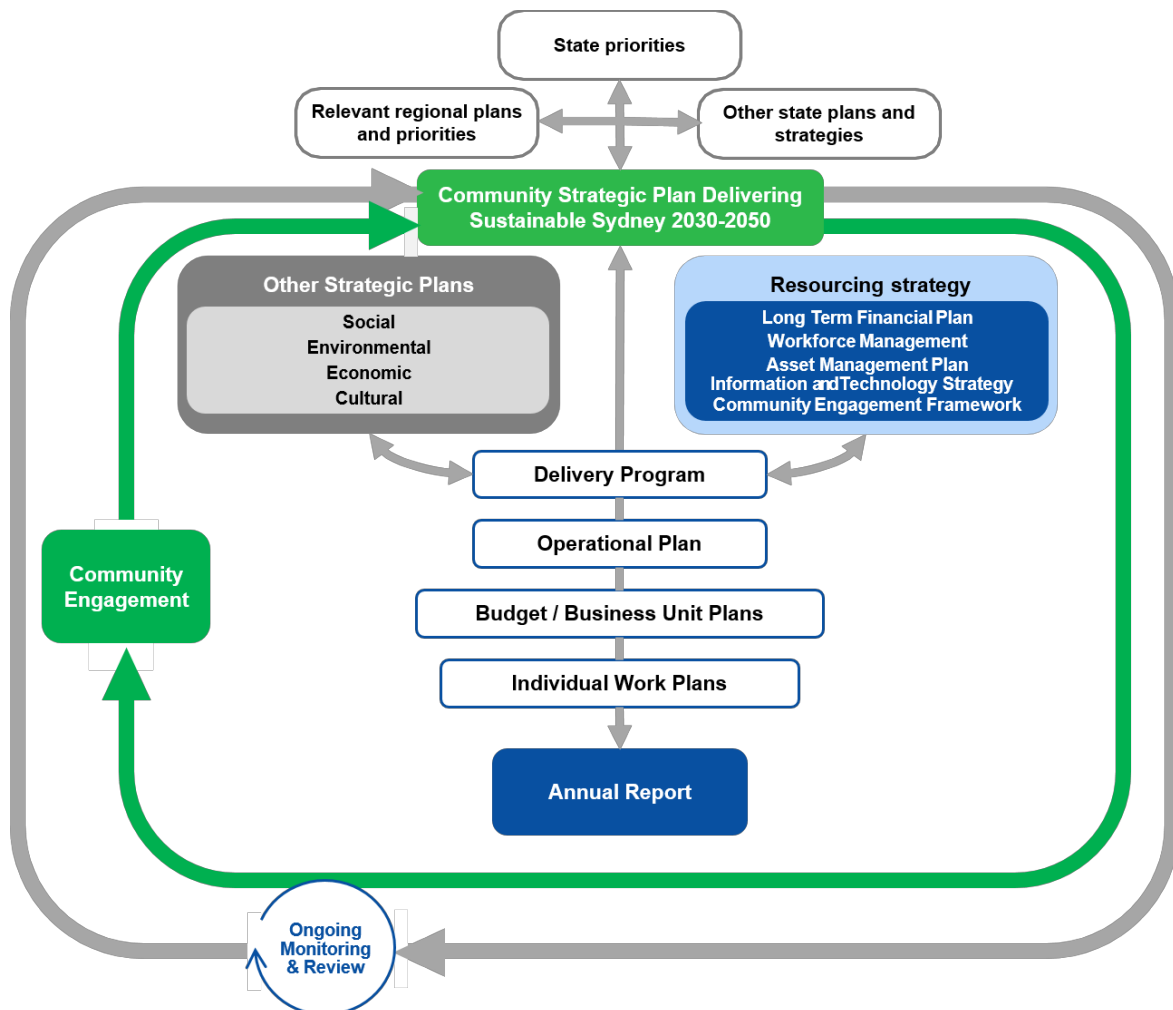 State priorities
Relevant regional plans
and priorities
Other state plans and
strategies
Community Strategic Plan Delivering
Sustainable Sydney 2030-2050
Other Strategic Plans
Social
Environmental
Economic
Cultural
Resourcing strategy
Long Term Financial Plan
Workforce Management
Asset Management Plan
Information and Technology Strategy
Community Engagement Framework
Delivery Program
Operational Plan
Community
Engagement
Budget / Business Unit Plans
Individual Work Plans
Annual Report
Ongoing
Monitoring
& Review